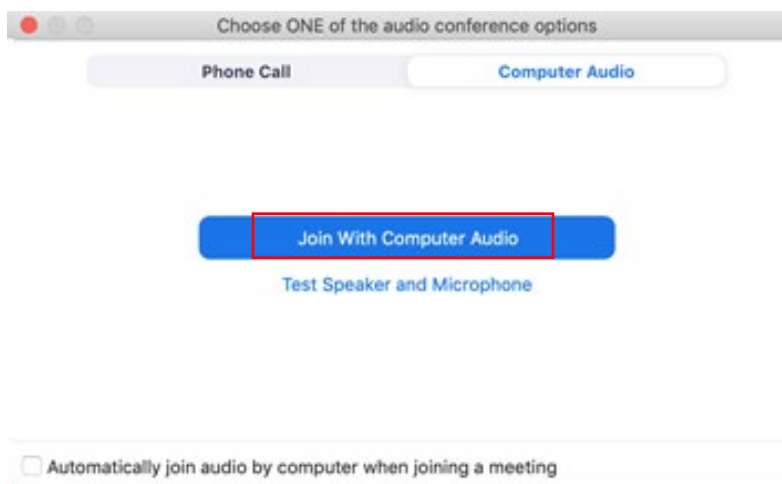 Choose ONE of the audio conference options
Phone Call Computer Audio
Join With Computer Audio
Test Speaker and Microphone
Automatically join audio by computer when joining a meeting